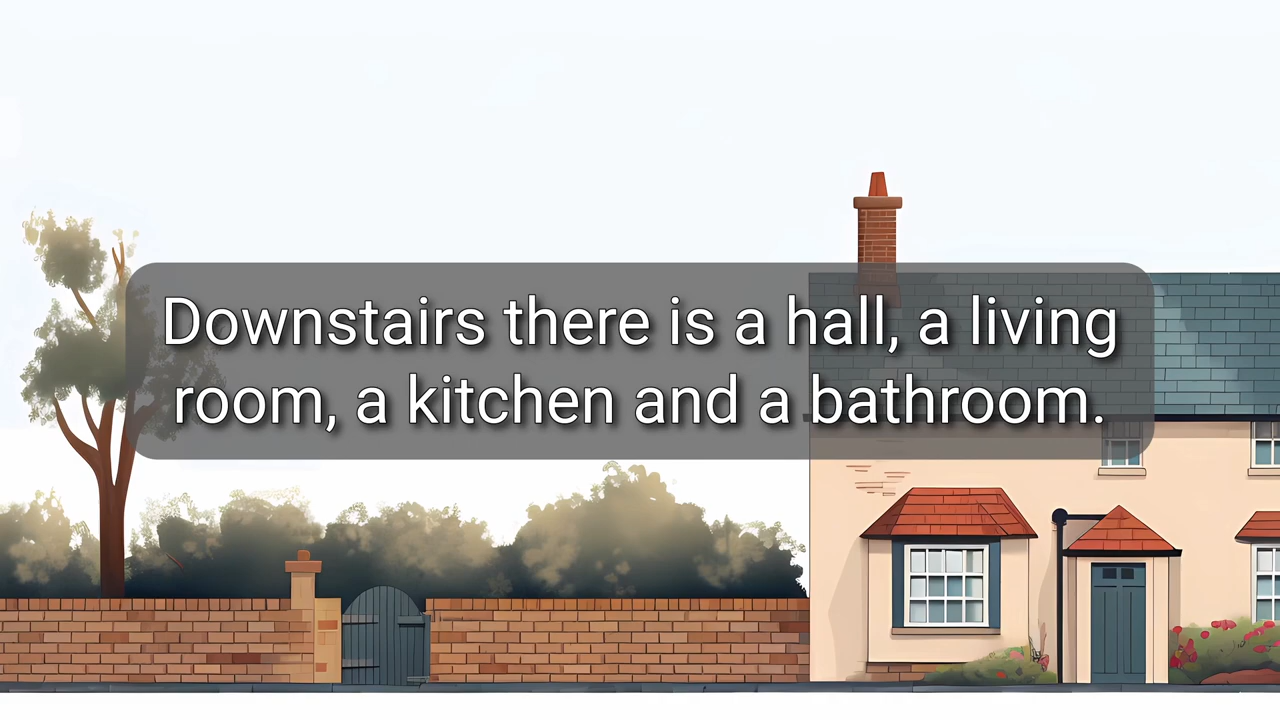 Downstairs there is a hall, a living
room, a kitchen and a bathroom.